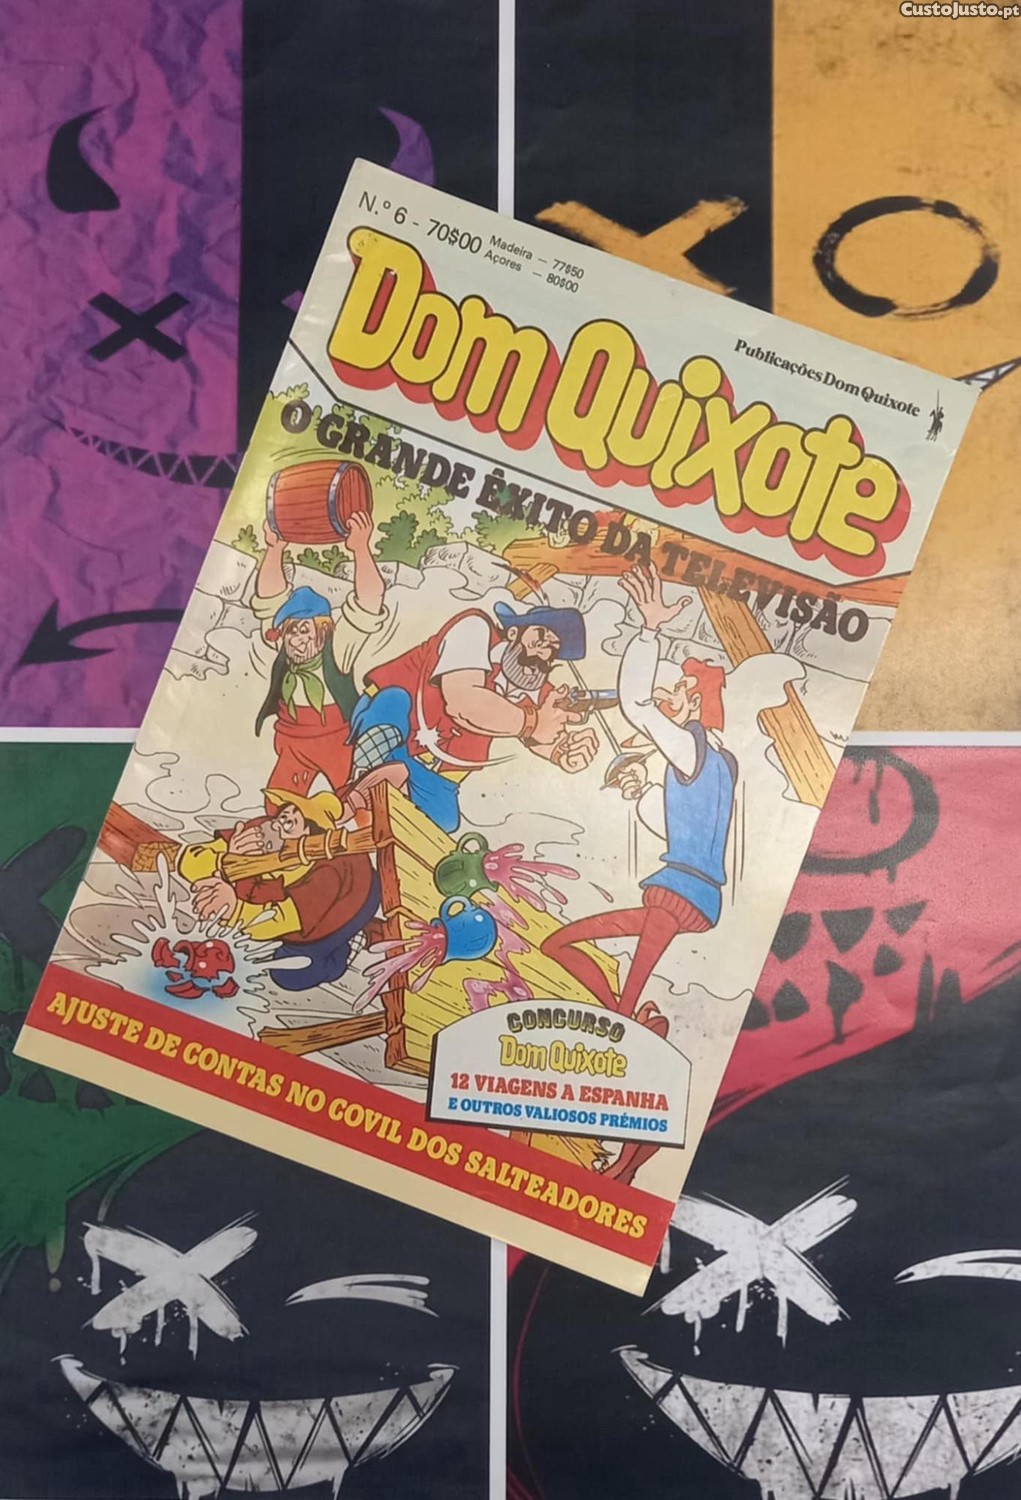 CustoJusto.pt
N.º 6 - 70$00
Madeira — 77$50
Açores — 80$00
Publicações Dom Quixote
Dom Quixote
O GRANDE ÊXITO DA TELEVISÃO
CONCURSO
Dom Quixote
12 VIAGENS A ESPANHA
E OUTROS VALIOSOS PRÉMIOS
AJUSTE DE CONTAS NO COVIL DOS SALTEADORES